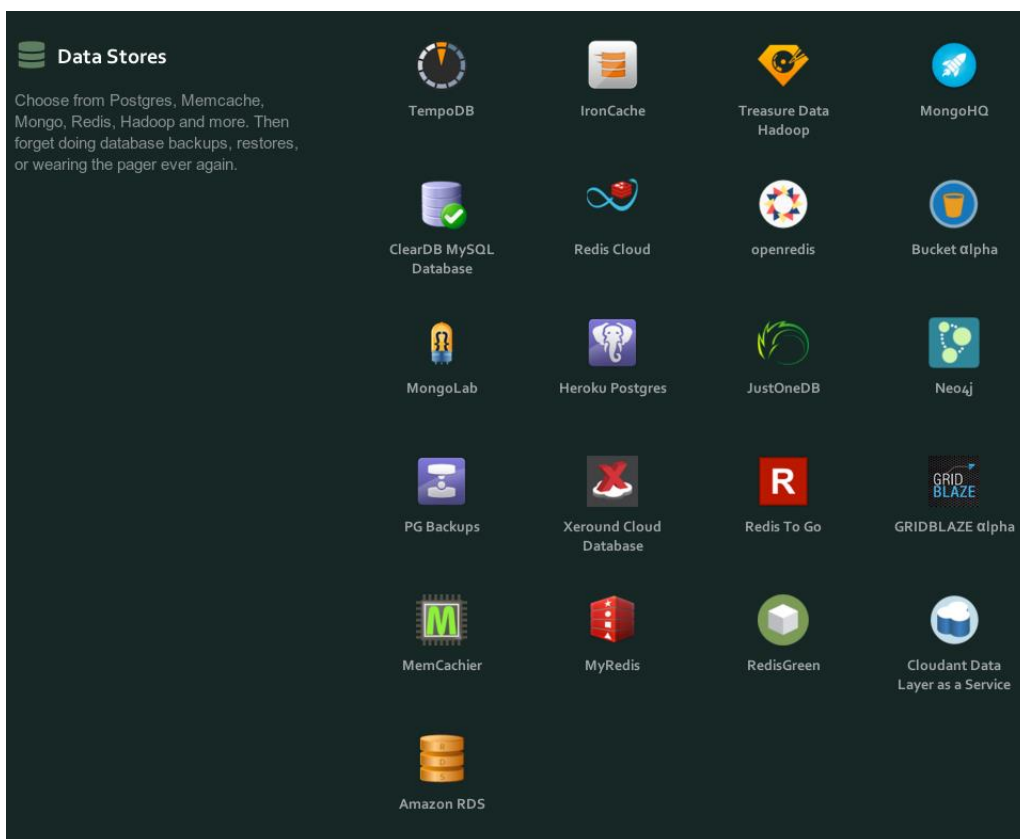 Data Stores
Choose from Postgres, Memcache,
Mongo, Redis, Hadoop and more. Then
forget doing database backups, restores,
or wearing the pager ever again.
TempoDB
IronCache
Treasure Data
Hadoop
MongoHQ
ClearDB MySQL
Database
Redis Cloud
openredis
Bucket αlpha
MongoLab
Heroku Postgres
JustOneDB
Neo4j
PG Backups
Xeround Cloud
Database
R
Redis To Go
GRID
BLAZE
GRIDBLAZE αlpha
M
MemCachier
MyRedis
RedisGreen
Cloudant Data
Layer as a Service
R
D
S
Amazon RDS